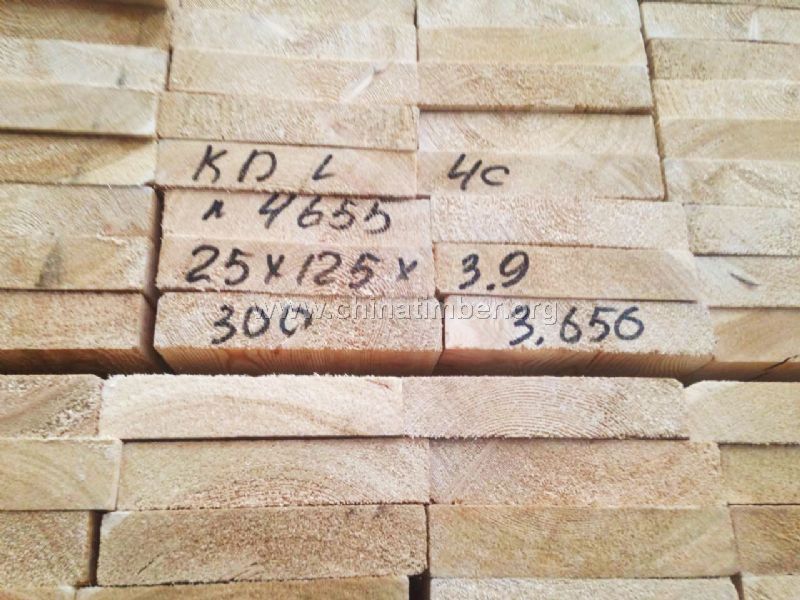 KD L 4C
п 4655
25x125x 3.9
300 3.656
www.chinatimber.org